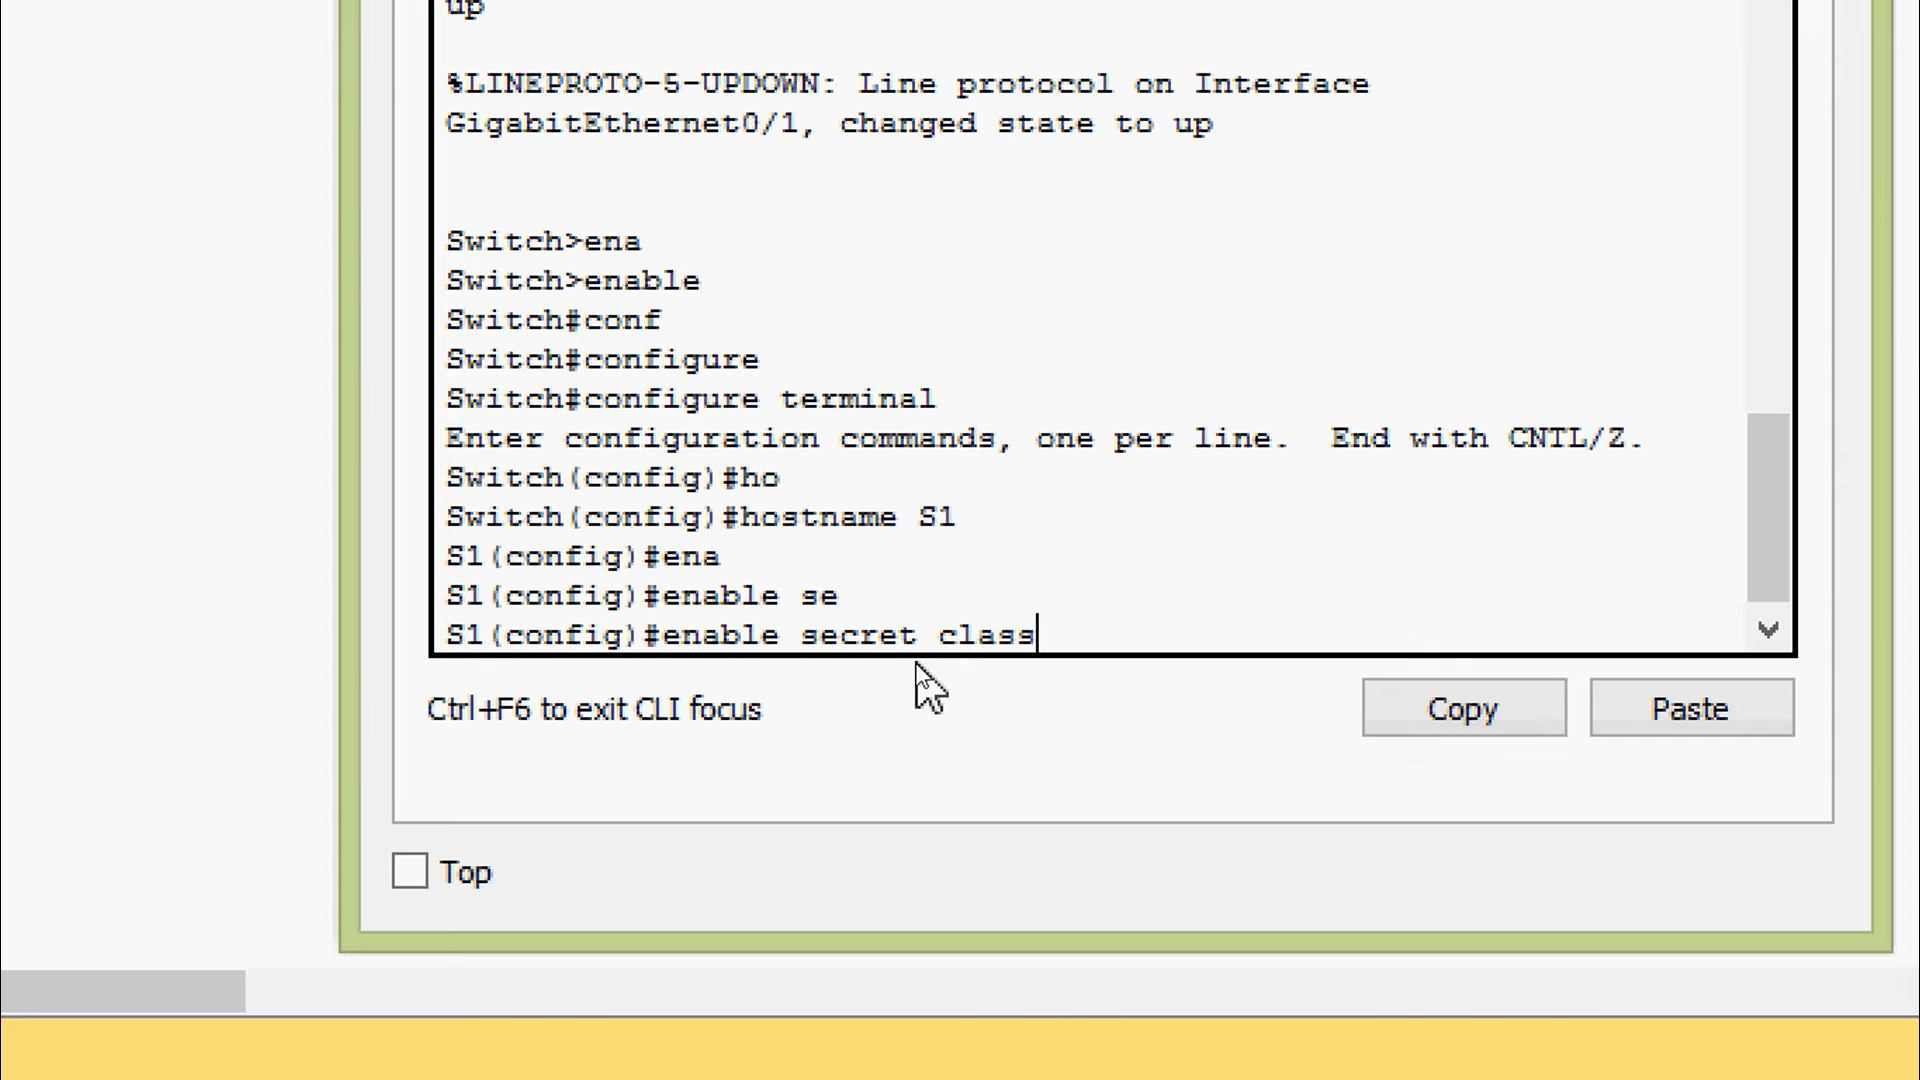 up
%LINEPROTO-5-UPDOWN: Line protocol on Interface
GigabitEthernet0/1, changed state to up
Switch>ena
Switch>enable
Switch#conf
Switch#configure
Switch#configure terminal
Enter configuration commands, one per line.  End with CNTL/Z.
Switch(config)#ho
Switch(config)#hostname S1
S1(config)#ena
S1(config)#enable se
S1(config)#enable secret class
Ctrl+F6 to exit CLI focus
Copy
Paste
Top